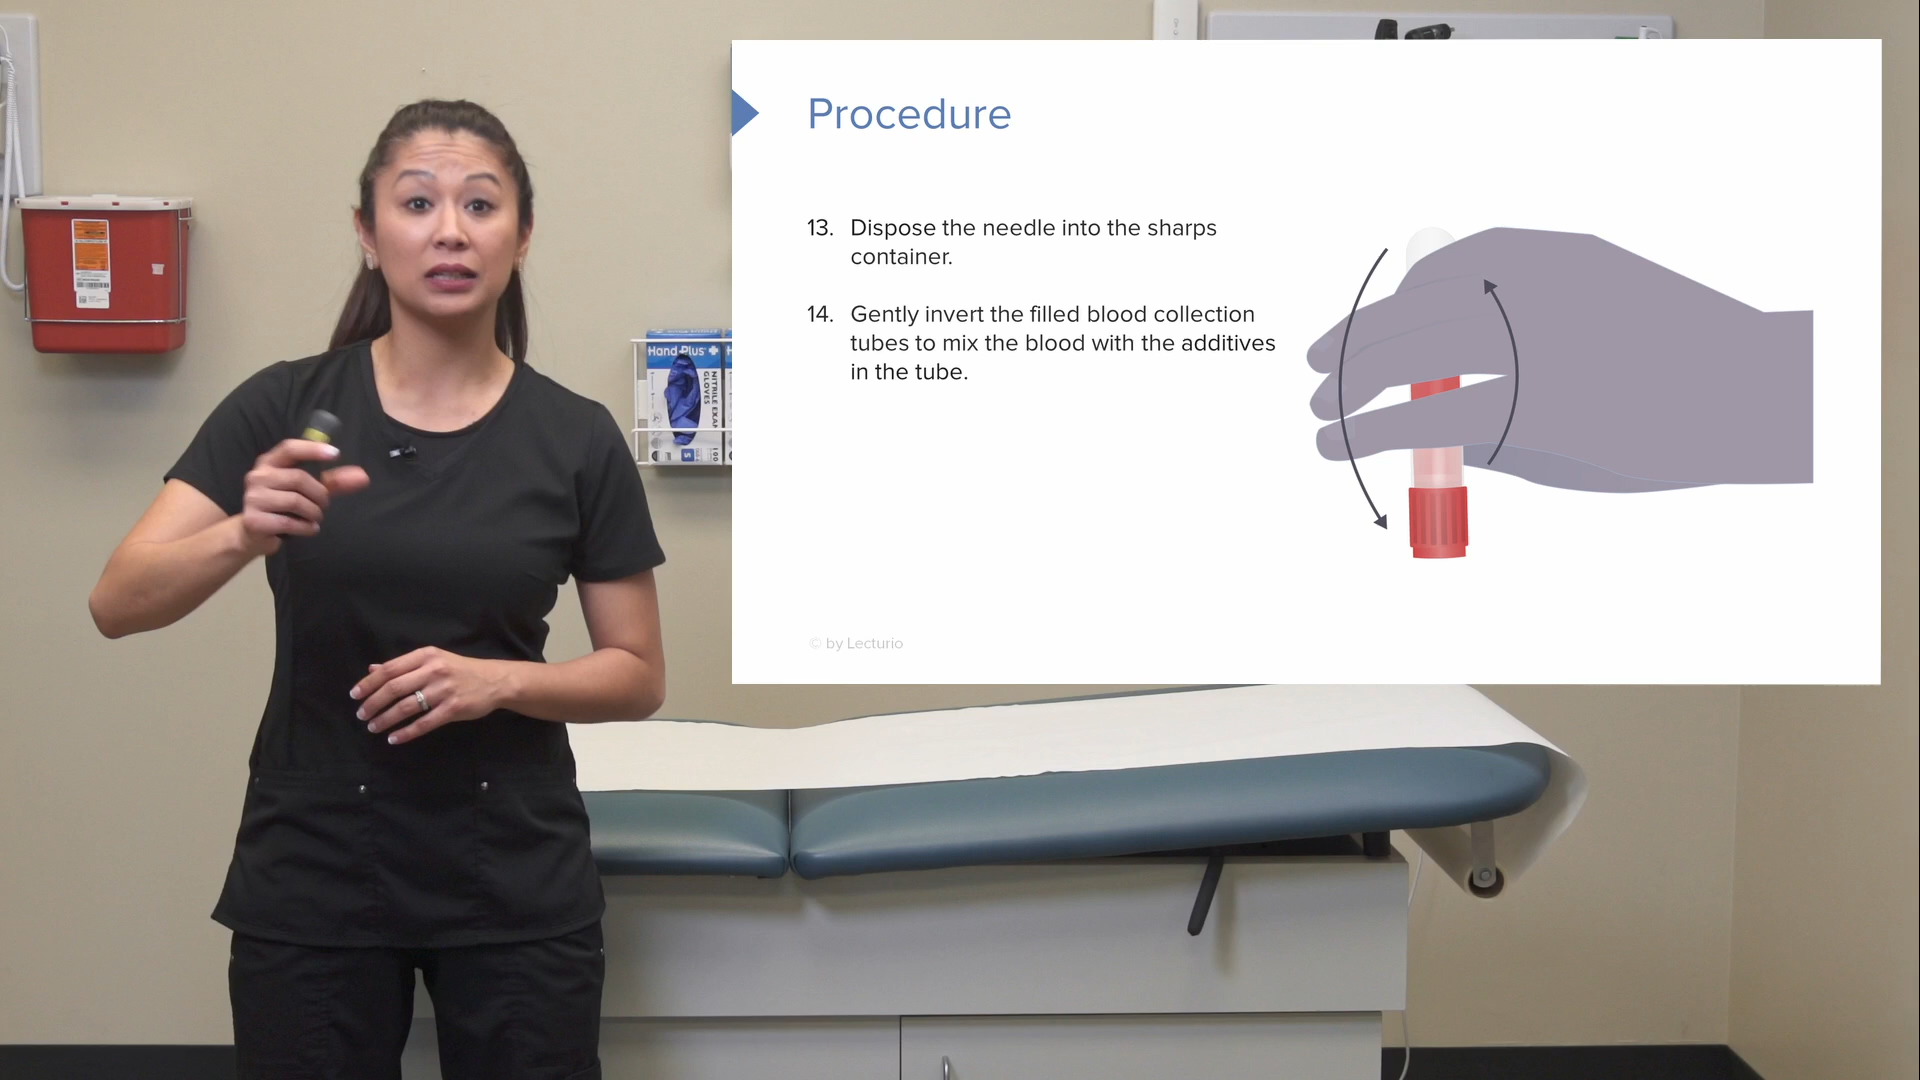 Procedure
13. Dispose the needle into the sharps
container.
14. Gently invert the filled blood collection
tubes to mix the blood with the additives
in the tube.
© by Lecturio
Hand Plus
NITRILE EXAM
GLOVES